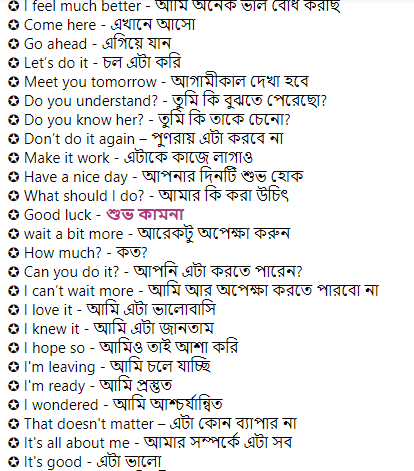 ✪ I feel much better - আমি অনেক ভাল বোধ করছি
✪ Come here - এখানে আসো
✪ Go ahead - এগিয়ে যান
✪ Let's do it - চল এটা করি
✪ Meet you tomorrow - আগামীকাল দেখা হবে
✪ Do you understand? - তুমি কি বুঝতে পেরেছো?
✪ Do you know her? - তুমি কি তাকে চেনো?
✪ Don't do it again – পুণরায় এটা করবে না
✪ Make it work - এটাকে কাজে লাগাও
✪ Have a nice day - আপনার দিনটি শুভ হোক
✪ What should I do? - আমার কি করা উচিৎ
✪ Good luck - শুভ কামনা
✪ wait a bit more - আরেকটু অপেক্ষা করুন
✪ How much? - কত?
✪ Can you do it? - আপনি এটা করতে পারেন?
✪ I can't wait more - আমি আর অপেক্ষা করতে পারবো না
✪ I love it - আমি এটা ভালোবাসি
✪ I knew it - আমি এটা জানতাম
✪ I hope so - আমিও তাই আশা করি
✪ I'm leaving - আমি চলে যাচ্ছি
✪ I'm ready - আমি প্রস্তুত
✪ I wondered - আমি আশ্চর্যান্বিত
✪ That doesn't matter – এটা কোন ব্যাপার না
✪ It's all about me - আমার সম্পর্কে এটা সব
✪ It's good - এটা ভালো